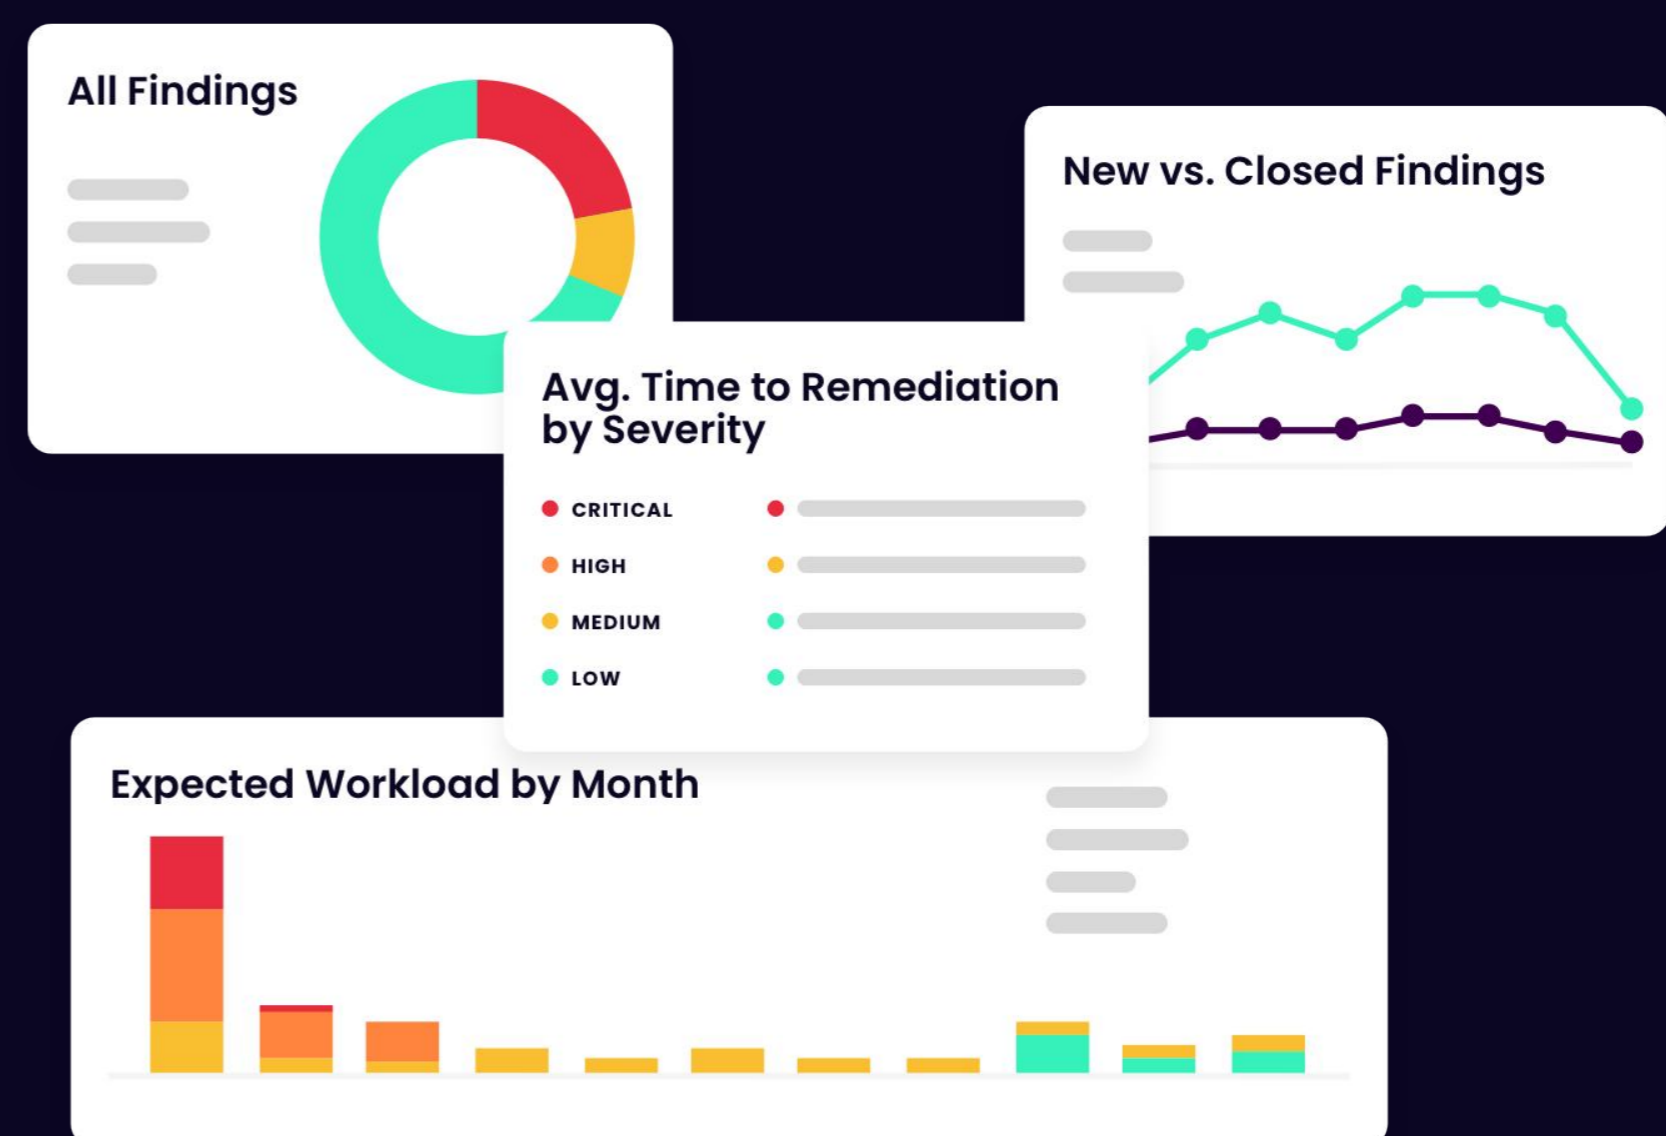 All Findings
New vs. Closed Findings
Avg. Time to Remediation
by Severity
CRITICAL
HIGH
MEDIUM
LOW
Expected Workload by Month